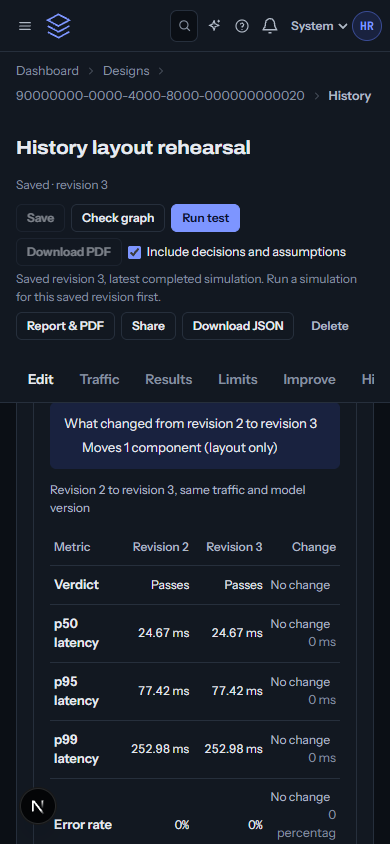 System
HR
Dashboard > Designs >
90000000-0000-4000-8000-000000000020 > History
History layout rehearsal
Saved · revision 3
Save Check graph Run test
Download PDF Include decisions and assumptions
Saved revision 3, latest completed simulation. Run a simulation
for this saved revision first.
Report & PDF Share Download JSON Delete
Edit Traffic Results Limits Improve Hi
What changed from revision 2 to revision 3
Moves 1 component (layout only)
Revision 2 to revision 3, same traffic and model
version
Metric Revision 2 Revision 3 Change
Verdict Passes Passes No change
p50 latency 24.67 ms 24.67 ms No change
0 ms
p95 latency 77.42 ms 77.42 ms No change
0 ms
p99 latency 252.98 ms 252.98 ms No change
0 ms
Error rate 0% 0% No change
0
percentag
N